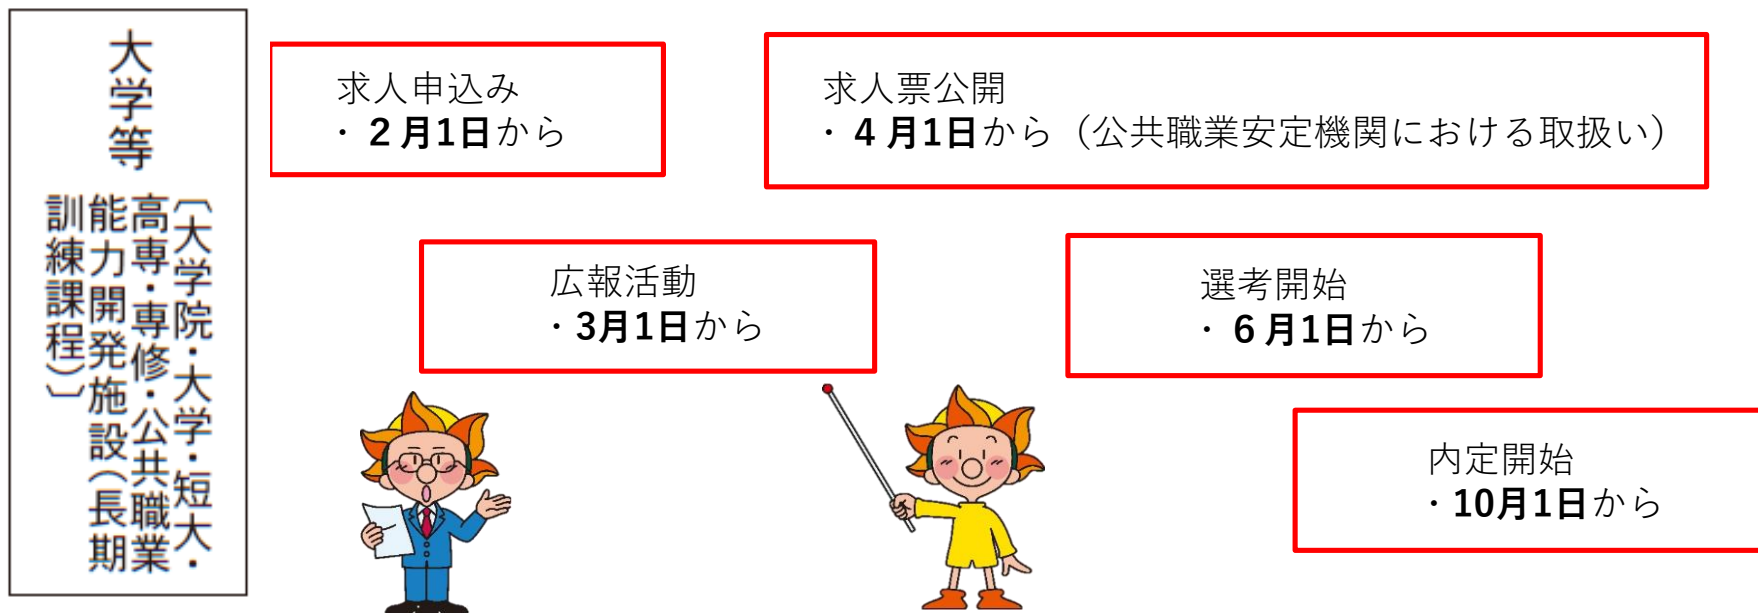 大学等
〔大学院・大学・短大・
高専・専修・公共職業
能力開発施設（長期
訓練課程）〕
求人申込み
・２月1日から
求人票公開
・４月1日から（公共職業安定機関における取扱い）
広報活動
・3月1日から
選考開始
・６月1日から
内定開始
・10月1日から